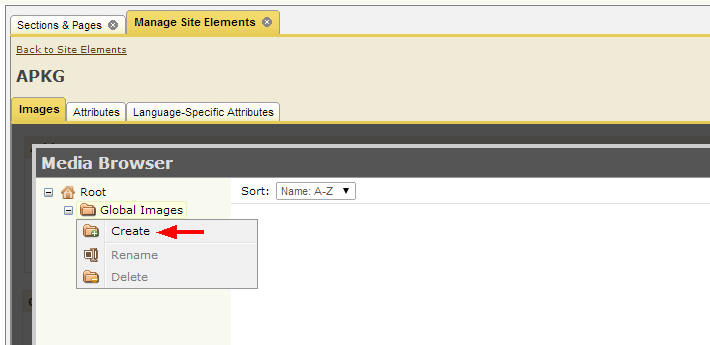 Sections & Pages
Manage Site Elements
Back to Site Elements
APKG
Images
Attributes
Language-Specific Attributes
Media Browser
Root
Sort: Name: A-Z
Global Images
Create
Rename
Delete